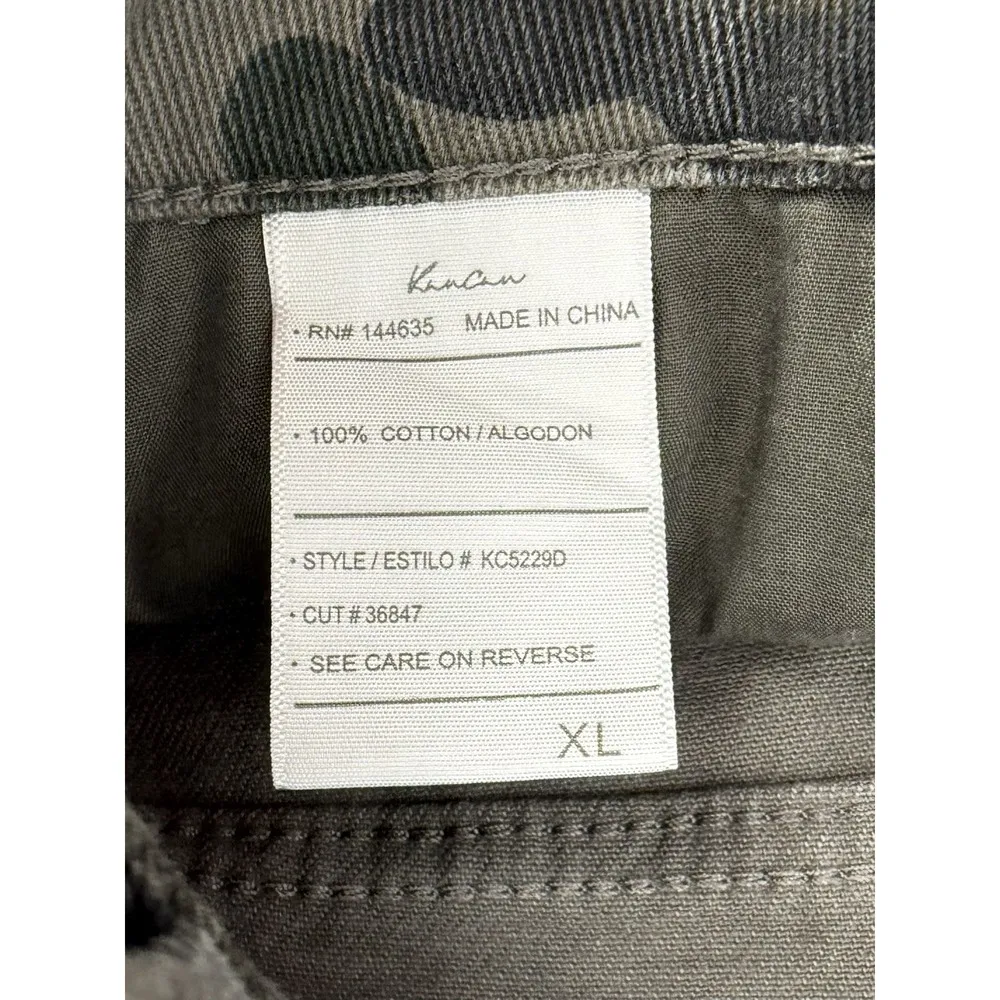 Kancan
• RN# 144635 MADE IN CHINA
• 100% COTTON / ALGODON
• STYLE / ESTILO # KC5229D
• CUT # 36847
• SEE CARE ON REVERSE
XL